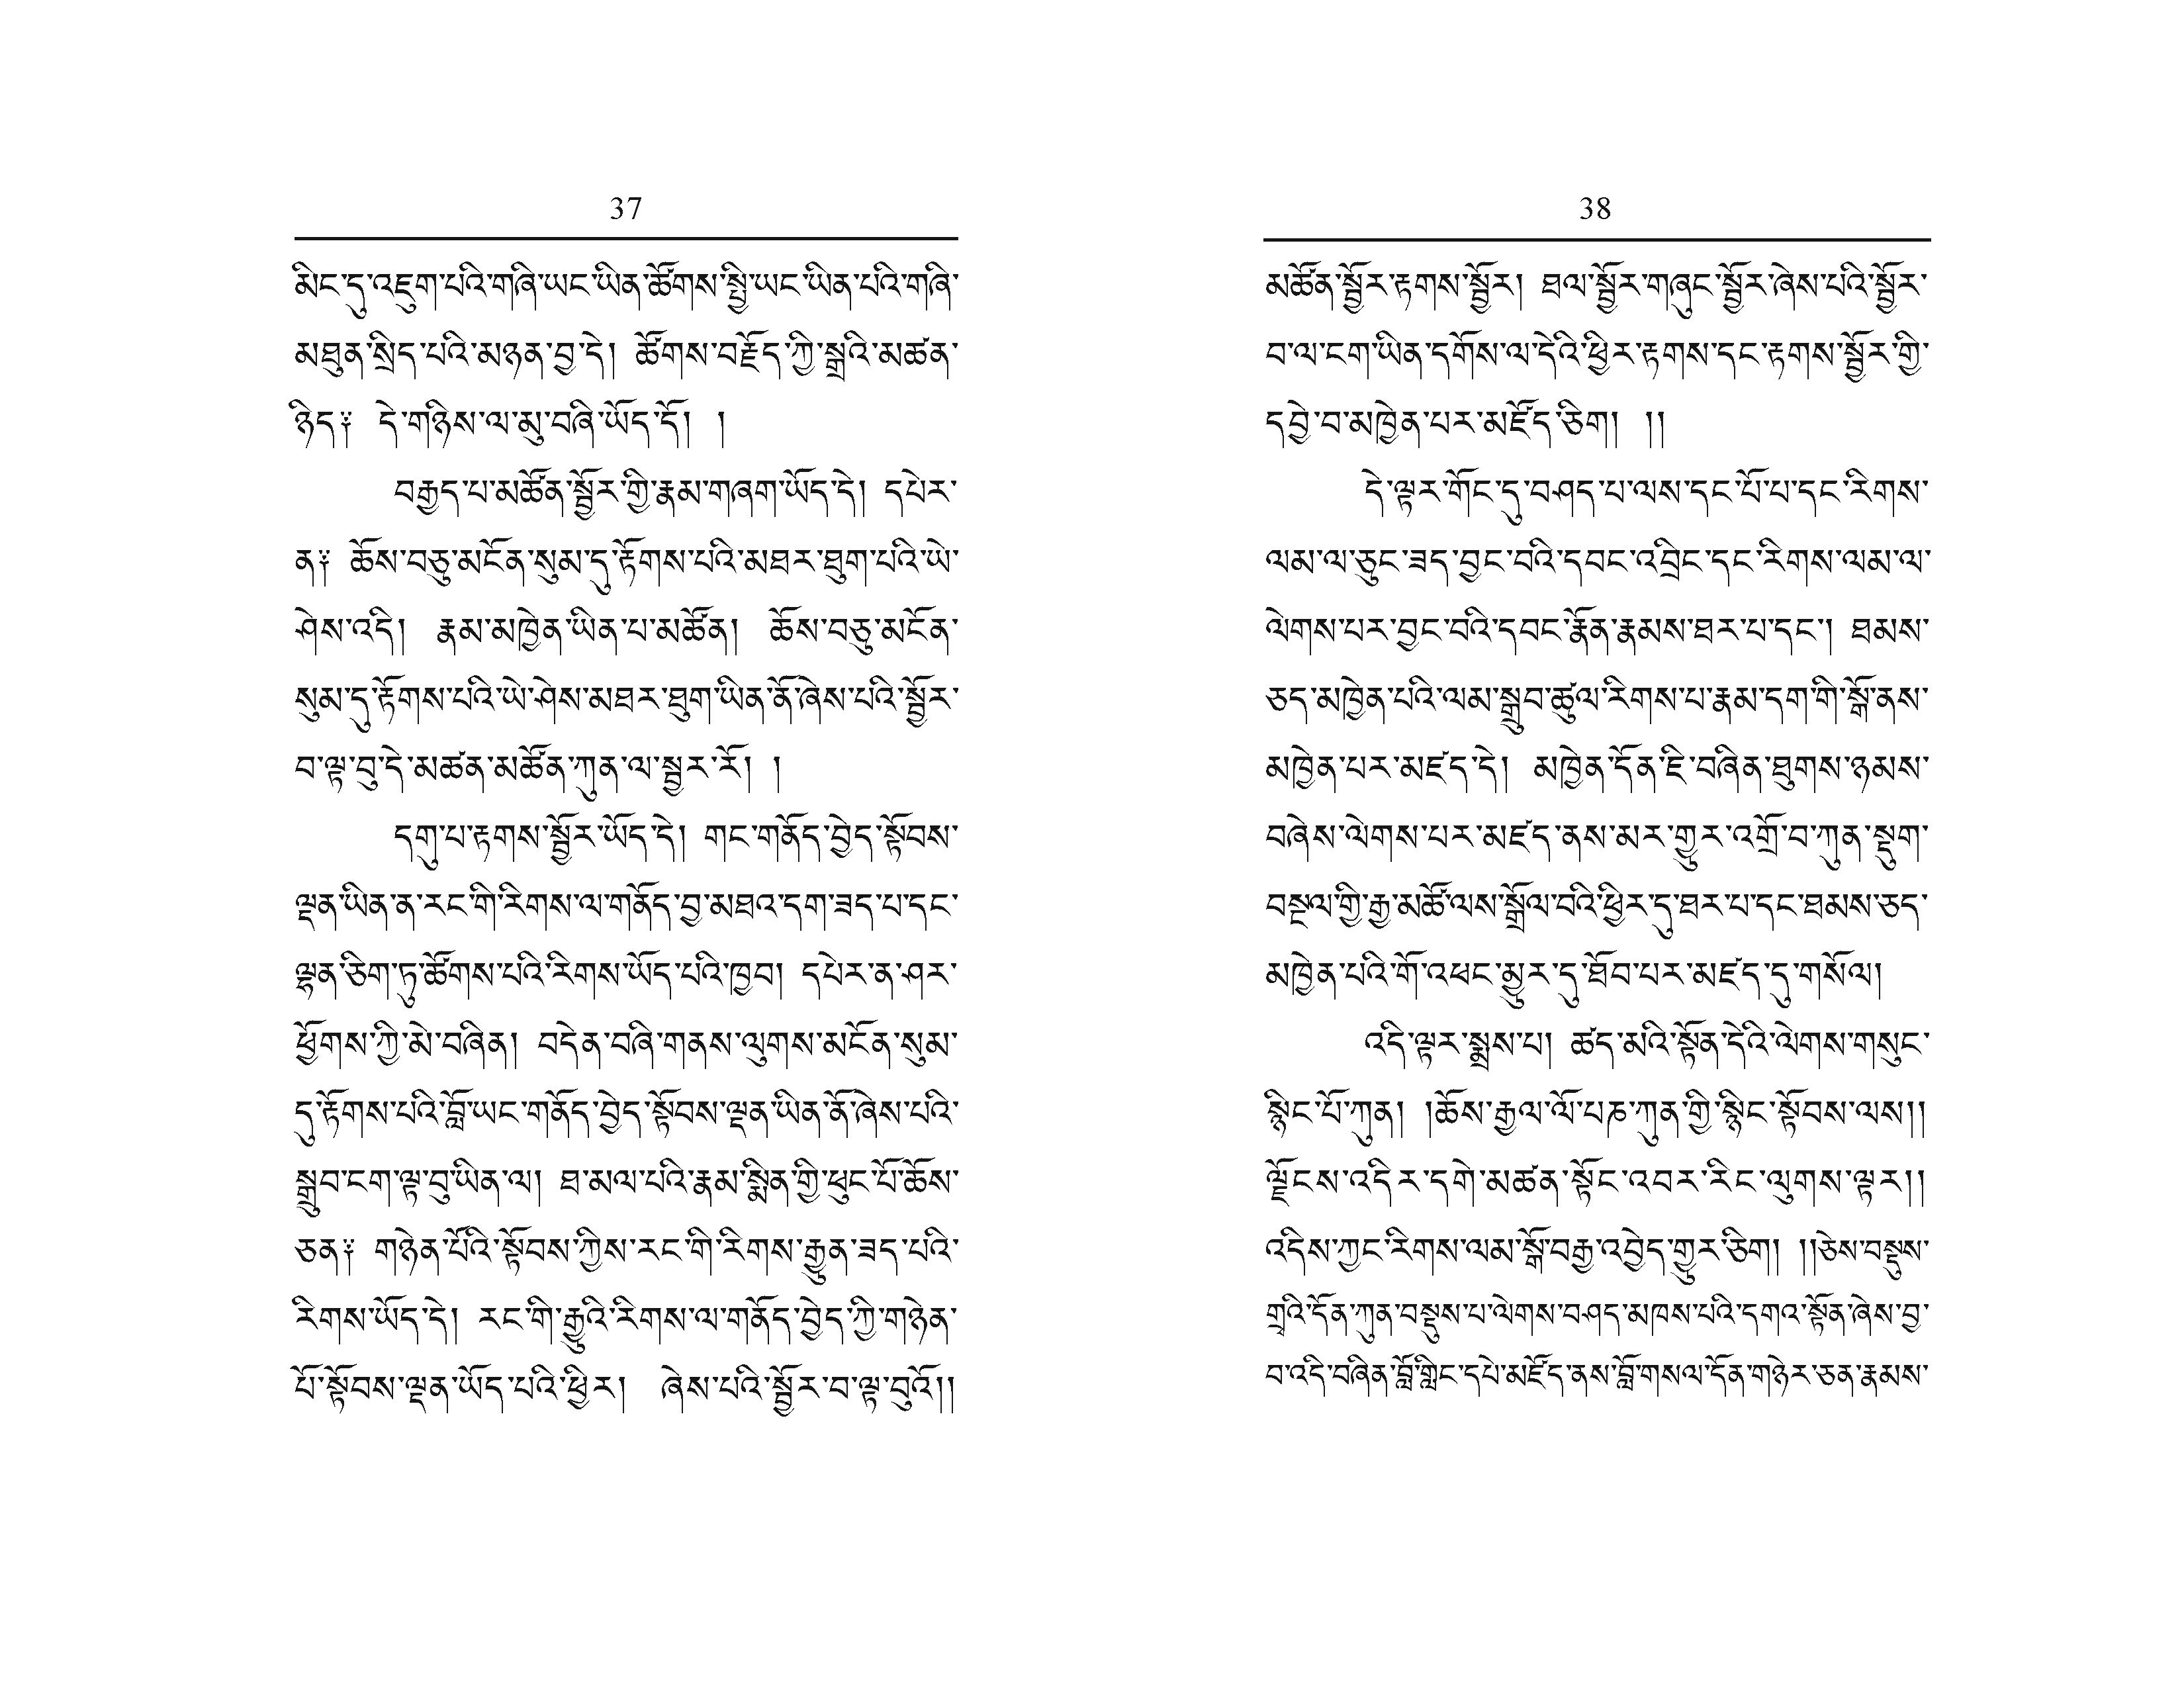 37
མིང་དུ་འཇུག་པའི་གཞི་ཡང་ཡིན་ཚོགས་སྤྱི་ཡང་ཡིན་པའི་གཞི་
མཐུན་སྲིད་པའི་མཉན་བྱ་དེ། ཚོགས་བརྗོད་ཀྱི་སྒྲའི་མཚན་
ཉིད༑ དེ་གཉིས་ལ་མུ་བཞི་ཡོད་དོ། །
བརྒྱད་པ་མཚོན་སྦྱོར་གྱི་རྣམ་གཞག་ཡོད་དེ། དཔེར་
ན༑ ཆོས་བཅུ་མངོན་སུམ་དུ་རྟོགས་པའི་མཐར་ཐུག་པའི་ཡེ་
ཤེས་འདི། རྣམ་མཁྱེན་ཡིན་པ་མཚོན། ཆོས་བཅུ་མངོན་
སུམ་དུ་རྟོགས་པའི་ཡེ་ཤེས་མཐར་ཐུག་ཡིན་ནོ་ཞེས་པའི་སྦྱོར་
བ་ལྟ་བུ་དེ་མཚན་མཚོན་ཀུན་ལ་སྦྱར་རོ། །
དགུ་པ་རྟགས་སྦྱོར་ཡོད་དེ། གང་གནོད་བྱེད་སྟོབས་
ལྡན་ཡིན་ན་རང་གི་རིགས་ལ་གནོད་བྱ་མཐའ་དག་ཟད་པ་དང་
ལྷན་ཅིག་ཏུ་ཚོགས་པའི་རིགས་ཡོད་པའི་ཁྱབ། དཔེར་ན་ཤར་
ཕྱོགས་ཀྱི་མེ་བཞིན། བདེན་བཞི་གནས་ལུགས་མངོན་སུམ་
དུ་རྟོགས་པའི་བློ་ཡང་གནོད་བྱེད་སྟོབས་ལྡན་ཡིན་ནོ་ཞེས་པའི་
སྒྲུབ་ངག་ལྟ་བུ་ཡིན་ལ། ཐ་མལ་པའི་རྣམ་སྨིན་གྱི་ཕུང་པོ་ཆོས་
ཅན༑ གཉེན་པོའི་སྟོབས་ཀྱིས་རང་གི་རིགས་རྒྱུན་ཟད་པའི་
རིགས་ཡོད་དེ། རང་གི་རྒྱུའི་རིགས་ལ་གནོད་བྱེད་ཀྱི་གཉེན་
པོ་སྟོབས་ལྡན་ཡོད་པའི་ཕྱིར། ཞེས་པའི་སྦྱོར་བ་ལྟ་བུའོ།།
38
མཚོན་སྦྱོར་རྟགས་སྦྱོར། ཐལ་སྦྱོར་གཞུང་སྦྱོར་ཞེས་པའི་སྦྱོར་
བ་ལ་ངག་ཡིན་དགོས་ལ་དེའི་ཕྱིར་རྟགས་དང་རྟགས་སྦྱོར་གྱི་
དབྱེ་བ་མཁྱེན་པར་མཛོད་ཅིག། །།
དེ་ལྟར་གོང་དུ་བཤད་པ་ལས་དང་པོ་པ་དང་རིགས་
ལམ་ལ་ཅུང་ཟད་བྱང་བའི་དབང་འབྲིང་དང་རིགས་ལམ་ལ་
ལེགས་པར་བྱང་བའི་དབང་རྣོན་རྣམས་ཐར་པ་དང་། ཐམས་
ཅད་མཁྱེན་པའི་ལམ་སྒྲུབ་ཚུལ་རིགས་པ་རྣམ་དག་གི་སྒོ་ནས་
མཁྱེན་པར་མཛད་དེ། མཁྱེན་དོན་ཇི་བཞིན་ཐུགས་ཉམས་
བཞེས་ལེགས་པར་མཛད་ནས་མར་གྱུར་འགྲོ་བ་ཀུན་སྡུག་
བསྔལ་གྱི་རྒྱ་མཚོ་ལས་སྒྲོལ་བའི་ཕྱིར་དུ་ཐར་པ་དང་ཐམས་ཅད་
མཁྱེན་པའི་གོ་འཕང་མྱུར་དུ་ཐོབ་པར་མཛད་དུ་གསོལ།
འདི་ལྟར་སྨྲས་པ། ཚད་མའི་སྟོན་དེའི་ལེགས་གསུང་
སྙིང་པོ་ཀུན། །ཆོས་རྒྱལ་ལོ་པཎ་ཀུན་གྱི་སྙིང་སྟོབས་ལས།།
ལྗོངས་འདིར་དགེ་མཚན་སྟོང་འབར་རིང་ལུགས་ལྟར།།
འདིས་ཀྱང་རིགས་ལམ་སྒོ་བརྒྱ་འབྱེད་གྱུར་ཅིག། །།ཅེས་བསྡུས་
གྲྭའི་དོན་ཀུན་བསྡུས་པ་ལེགས་བཤད་མཁས་པའི་དགའ་སྟོན་ཞེས་བྱ་
བ་འདི་བཞིན་བློ་གླིང་དཔེ་མཛོད་ནས་བློ་གསལ་དོན་གཉེར་ཅན་རྣམས་